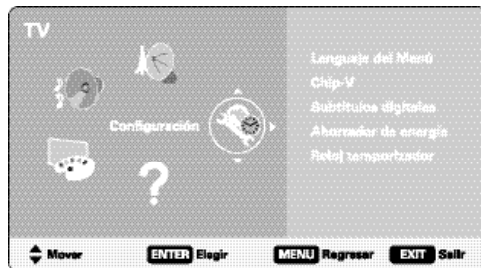 TV
Configuración
Lenguaje del Menú
Chip-V
Subtítulos digitales
Ahorrador de energía
Reloj temporizador
Mover ENTER Elegir MENU Regresar EXIT Salir